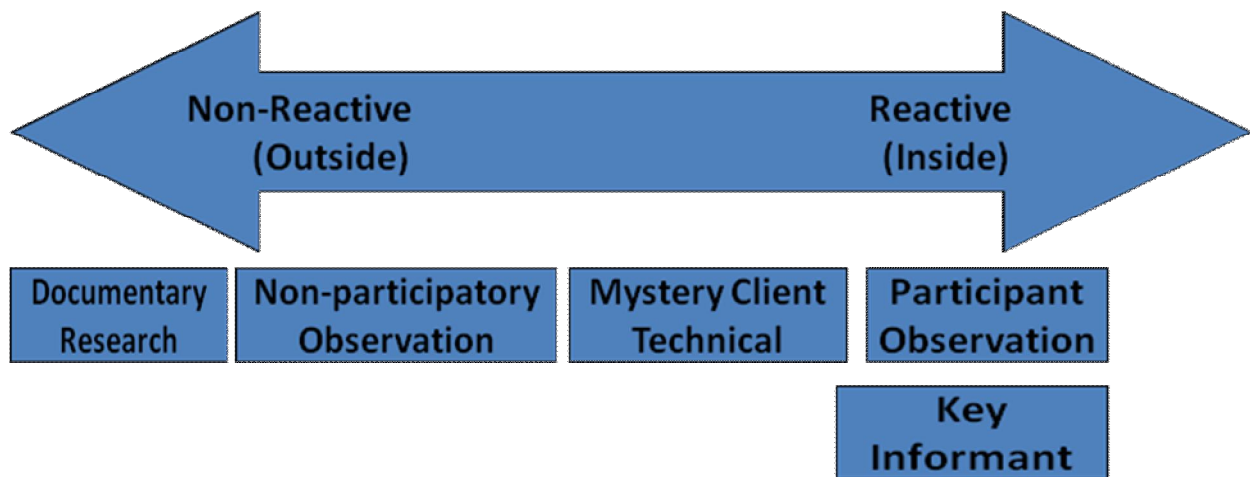 Non-Reactive
(Outside)
Reactive
(Inside)
Documentary
Research
Non-participatory
Observation
Mystery Client
Technical
Participant
Observation
Key
Informant